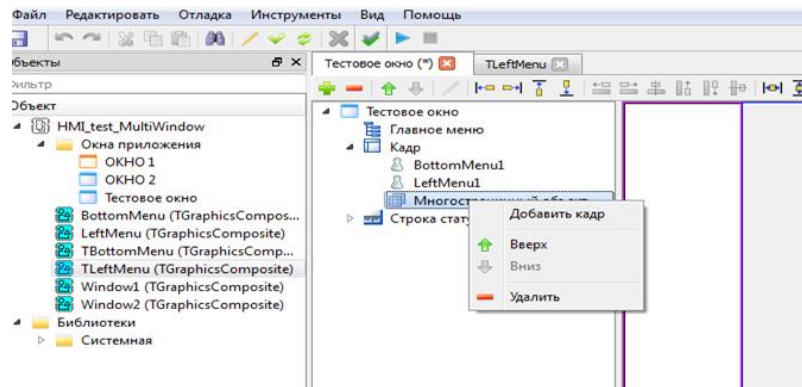 Файл Редактировать Отладка Инструменты Вид Помощь
Объекты
Тестовое окно (*) TLeftMenu
Фильтр
Объект
HMI_test_MultiWindow
Окна приложения
ОКНО 1
ОКНО 2
Тестовое окно
BottomMenu (TGraphicsCompos...
LeftMenu (TGraphicsComposite)
TBottomMenu (TGraphicsComp...
TLeftMenu (TGraphicsComposite)
Window1 (TGraphicsComposite)
Window2 (TGraphicsComposite)
Библиотеки
Системная
Тестовое окно
Главное меню
Кадр
BottomMenu1
LeftMenu1
Многостраничный объект
Строка стату
Добавить кадр
Вверх
Вниз
Удалить